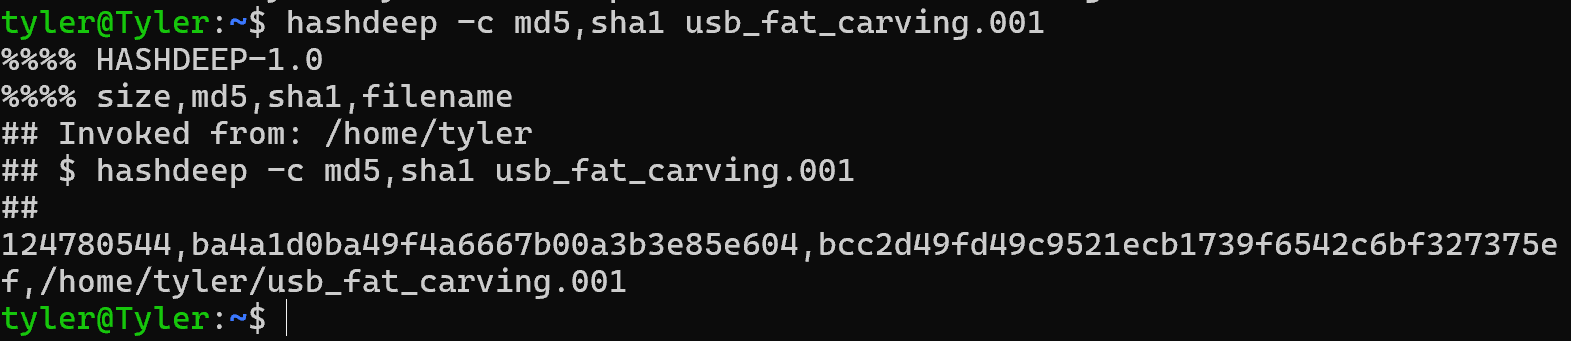 tyler@Tyler:~$ hashdeep -c md5,sha1 usb_fat_carving.001
%%%% HASHDEEP-1.0
%%%% size,md5,sha1,filename
## Invoked from: /home/tyler
## $ hashdeep -c md5,sha1 usb_fat_carving.001
##
124780544,ba4a1d0ba49f4a6667b00a3b3e85e604,bcc2d49fd49c9521ecb1739f6542c6bf327375e
f,/home/tyler/usb_fat_carving.001
tyler@Tyler:~$